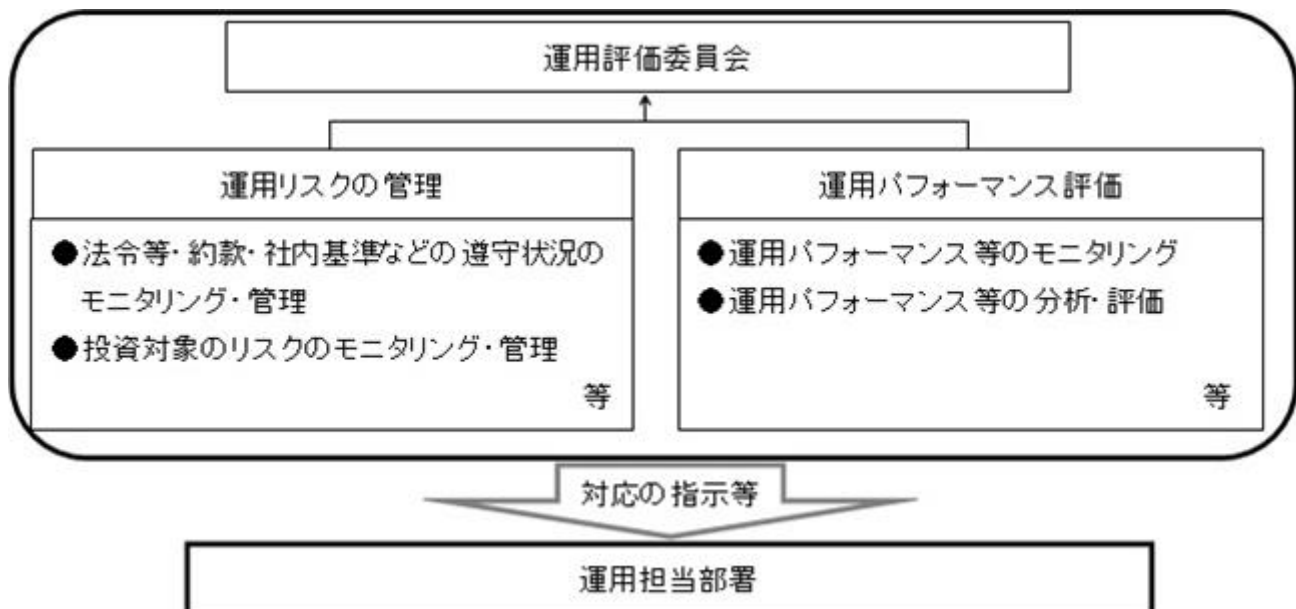 運用評価委員会
運用リスクの管理
●法令等・約款・社内基準などの遵守状況の
モニタリング・管理
●投資対象のリスクのモニタリング・管理
等
運用パフォーマンス評価
●運用パフォーマンス等のモニタリング
●運用パフォーマンス等の分析・評価
等
対応の指示等
運用担当部署